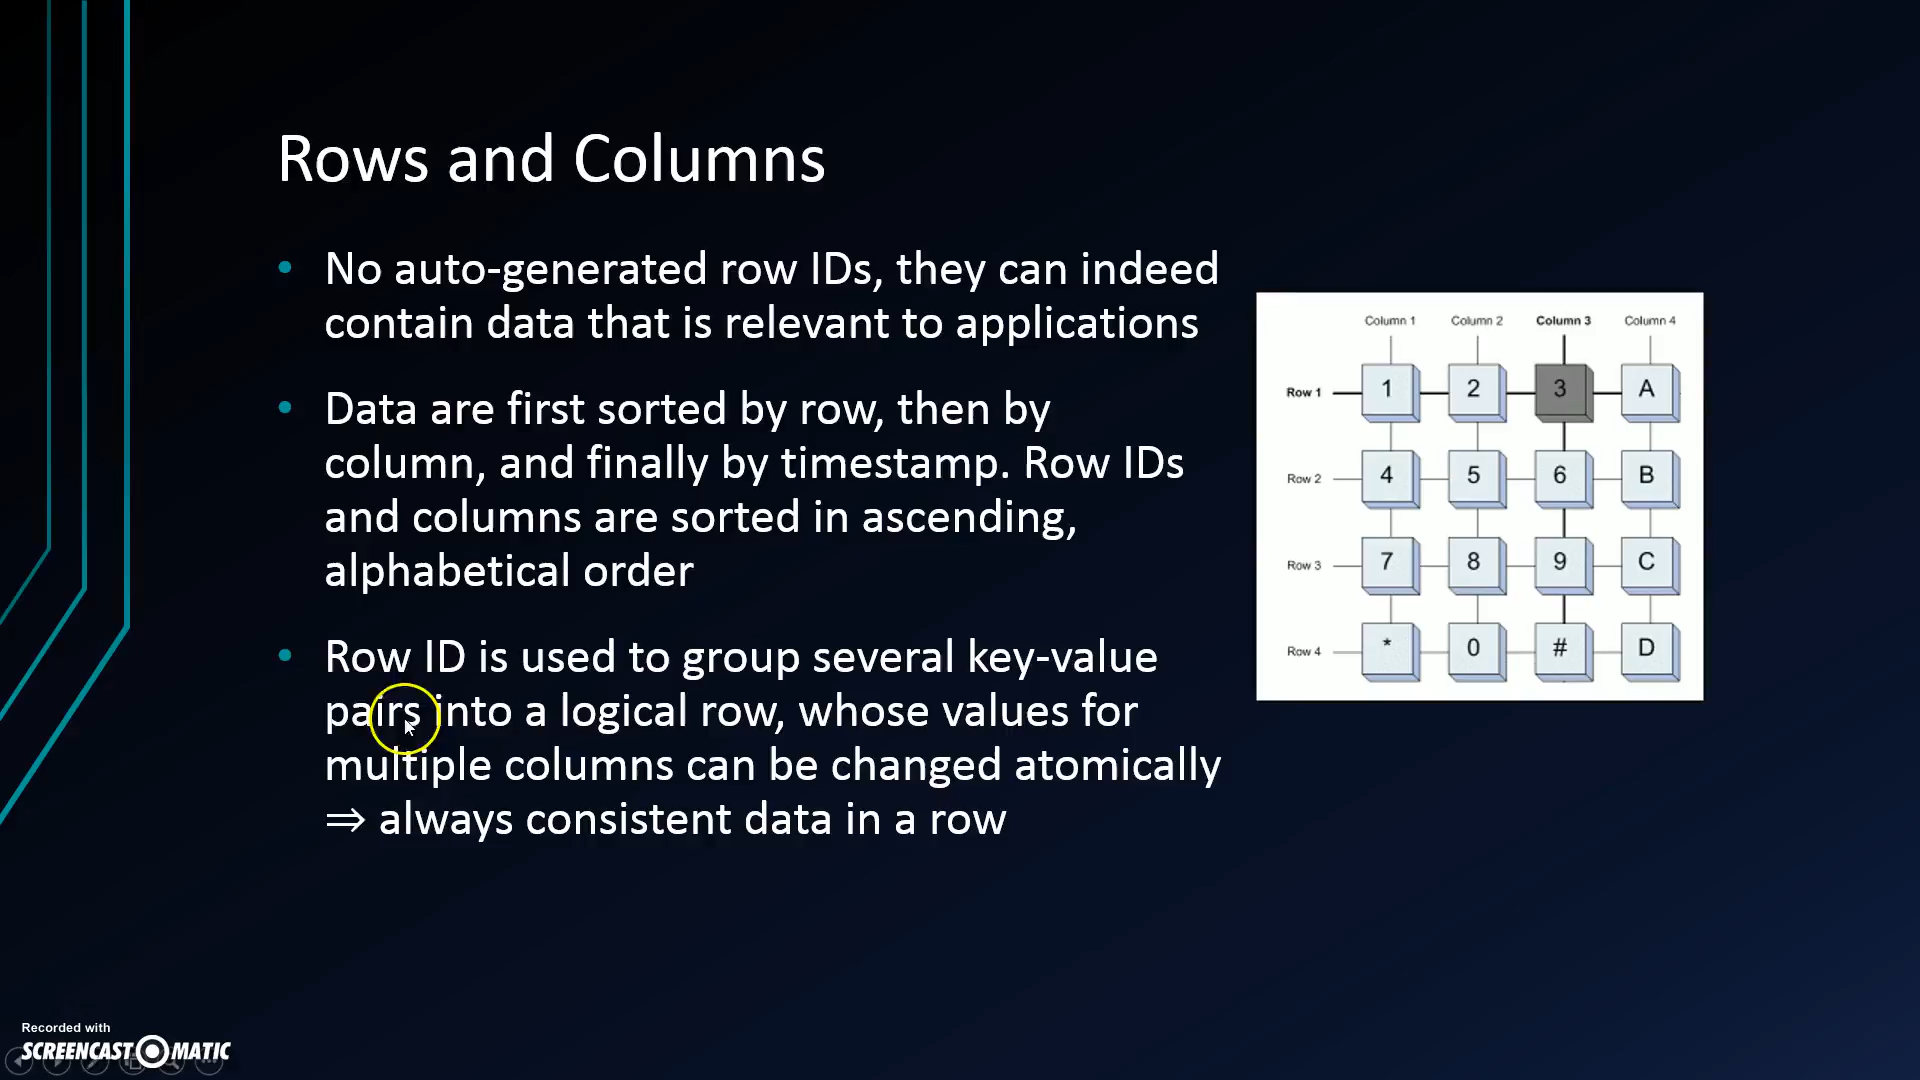 Rows and Columns
• No auto-generated row IDs, they can indeed
contain data that is relevant to applications
• Data are first sorted by row, then by
column, and finally by timestamp. Row IDs
and columns are sorted in ascending,
alphabetical order
• Row ID is used to group several key-value
pairs into a logical row, whose values for
multiple columns can be changed atomically
⇒ always consistent data in a row
Column 1 Column 2 Column 3 Column 4
Row 1 1 2 3 A
Row 2 4 5 6 B
Row 3 7 8 9 C
Row 4 * 0 # D
Recorded with
SCREENCAST-O-MATIC